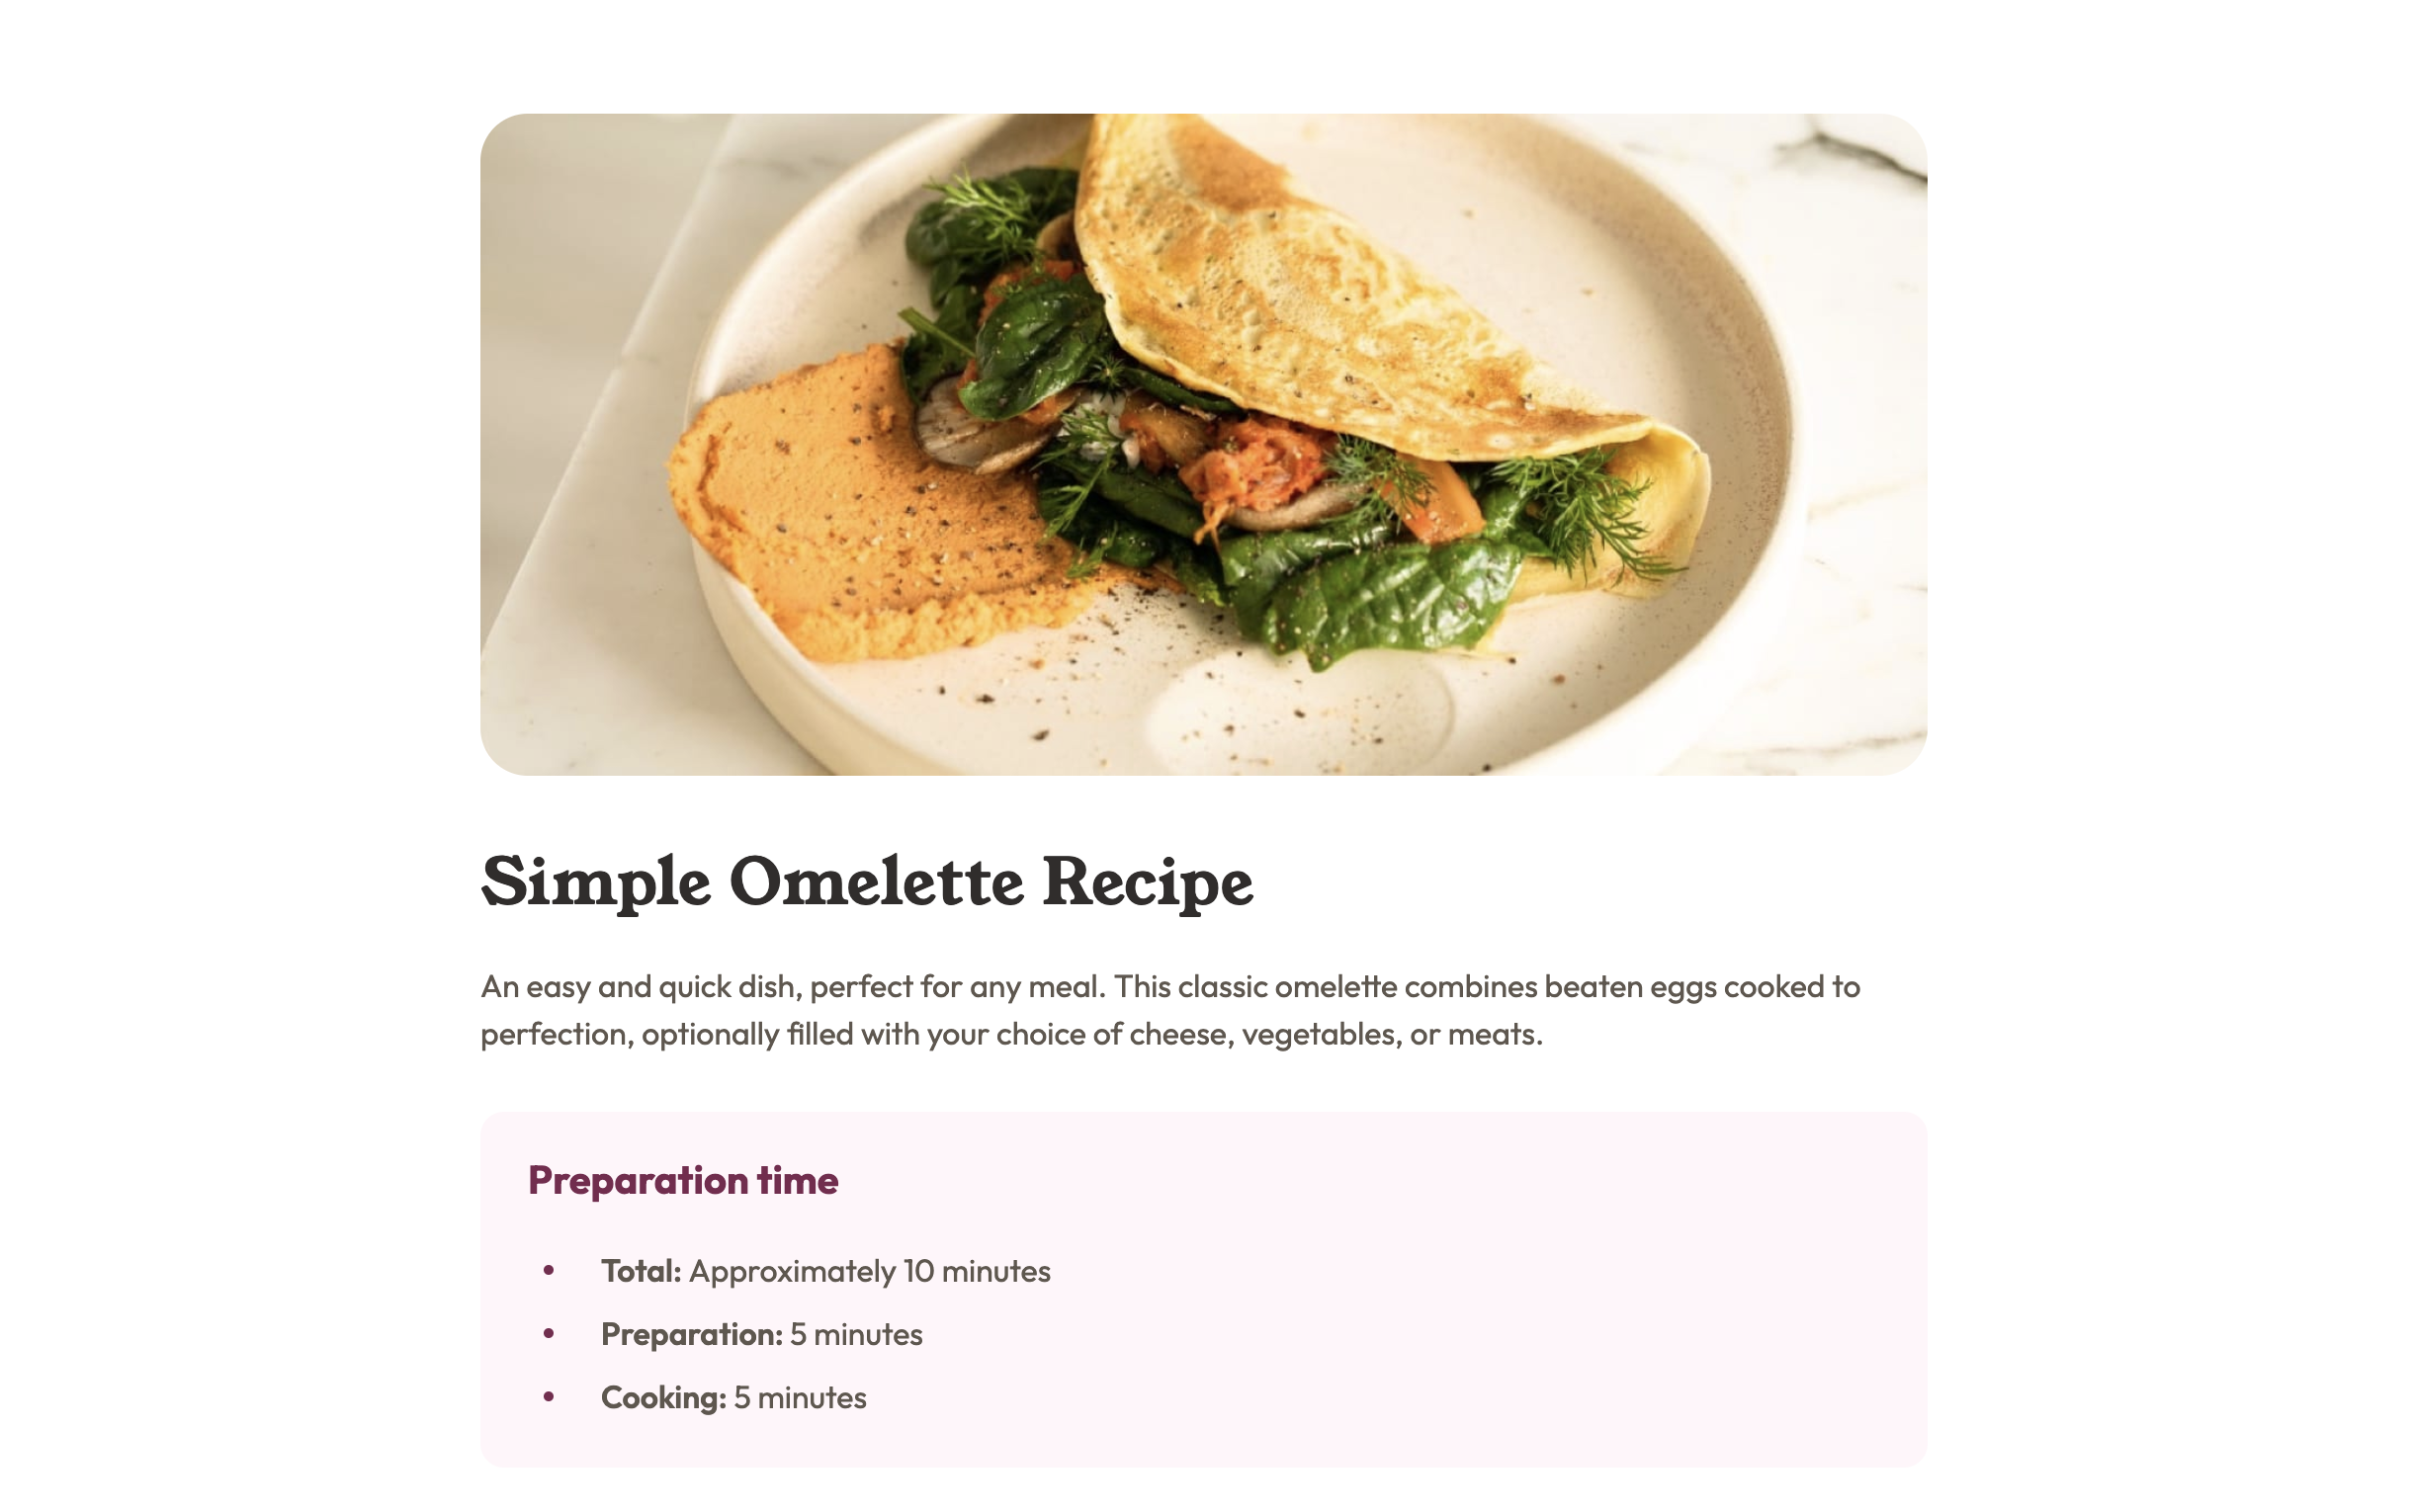 Simple Omelette Recipe
An easy and quick dish, perfect for any meal. This classic omelette combines beaten eggs cooked to
perfection, optionally filled with your choice of cheese, vegetables, or meats.
Preparation time
• Total: Approximately 10 minutes
• Preparation: 5 minutes
• Cooking: 5 minutes